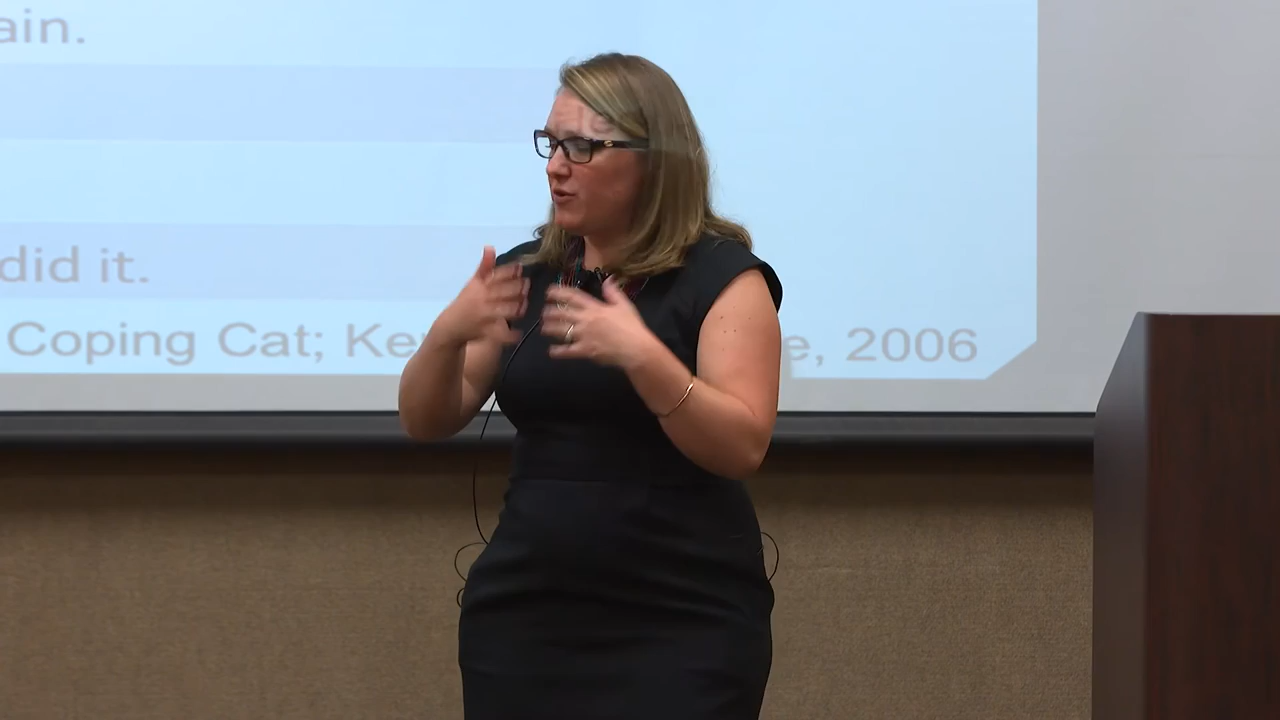 ain.
did it.
Coping Cat; Ke e, 2006